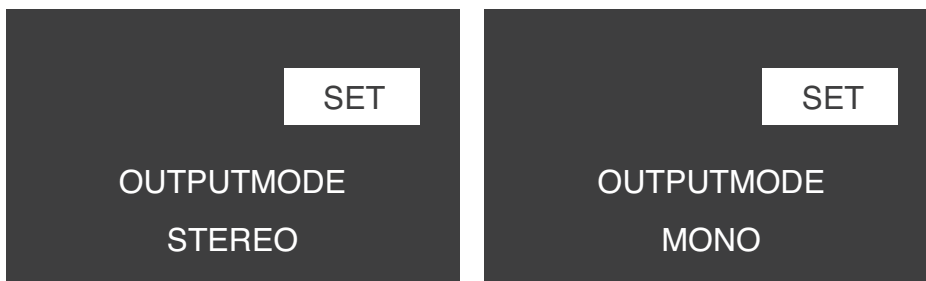 SET
OUTPUTMODE
STEREO
SET
OUTPUTMODE
MONO